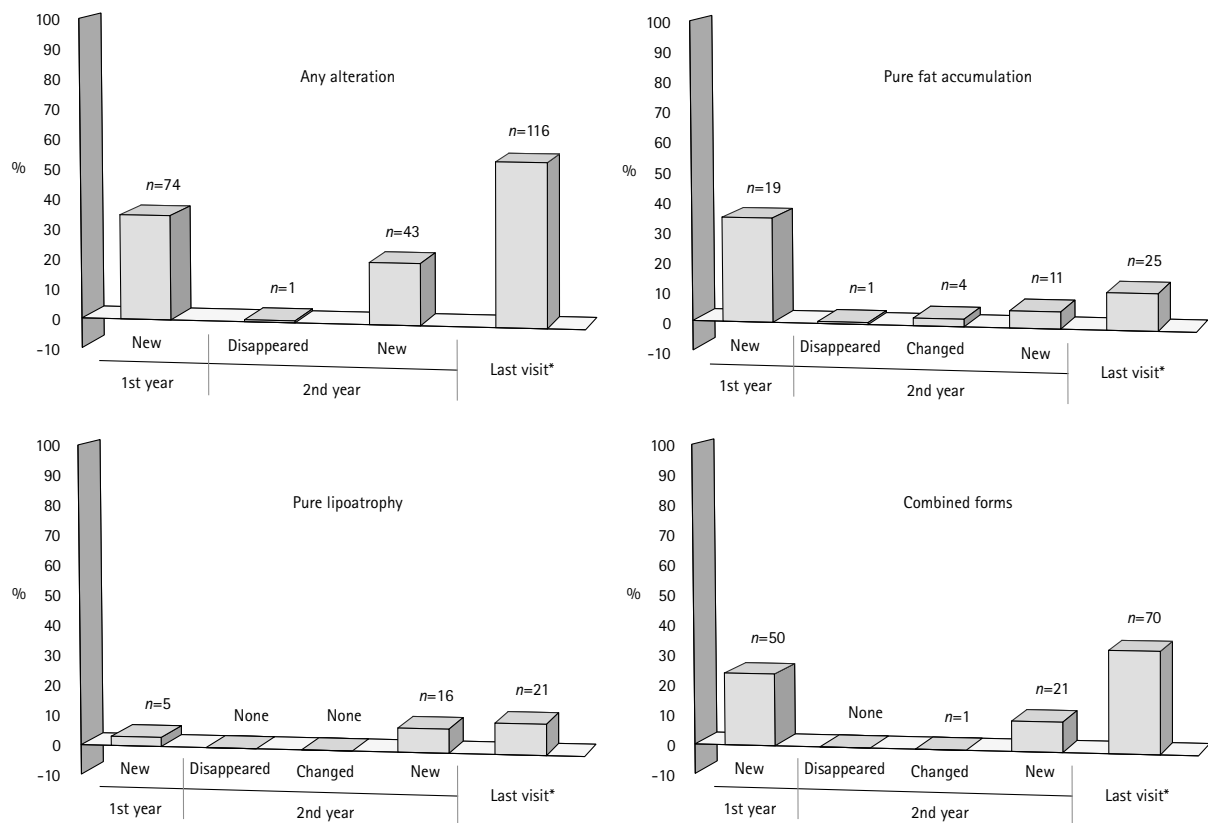 Any alteration
100
90
80
70
60
50
40
30
20
10
0
-10
%
n=74
n=1
n=43
n=116
New
Disappeared
New
Last visit*
1st year
2nd year
Pure fat accumulation
100
90
80
70
60
50
40
30
20
10
0
-10
%
n=19
n=1
n=4
n=11
n=25
New
Disappeared
Changed
New
Last visit*
1st year
2nd year
Pure lipoatrophy
100
90
80
70
60
50
40
30
20
10
0
-10
%
n=5
None
None
n=16
n=21
New
Disappeared
Changed
New
Last visit*
1st year
2nd year
Combined forms
100
90
80
70
60
50
40
30
20
10
0
-10
%
n=50
None
n=1
n=21
n=70
New
Disappeared
Changed
New
Last visit*
1st year
2nd year